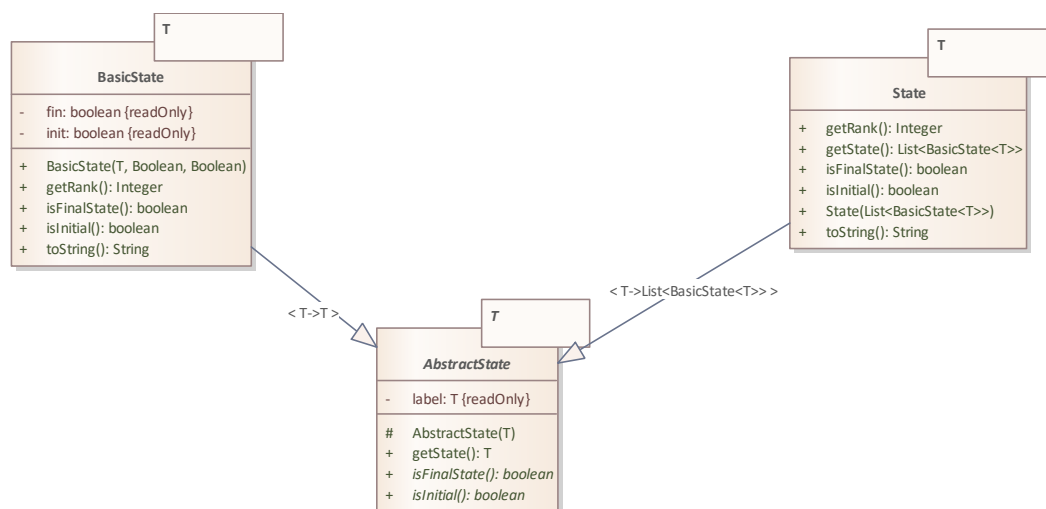 T
BasicState
- fin: boolean {readOnly}
- init: boolean {readOnly}
+ BasicState(T, Boolean, Boolean)
+ getRank(): Integer
+ isFinalState(): boolean
+ isInitial(): boolean
+ toString(): String
T
State
+ getRank(): Integer
+ getState(): List<BasicState<T>>
+ isFinalState(): boolean
+ isInitial(): boolean
+ State(List<BasicState<T>>)
+ toString(): String
< T->T >
< T->List<BasicState<T>> >
T
AbstractState
- label: T {readOnly}
# AbstractState(T)
+ getState(): T
+ isFinalState(): boolean
+ isInitial(): boolean